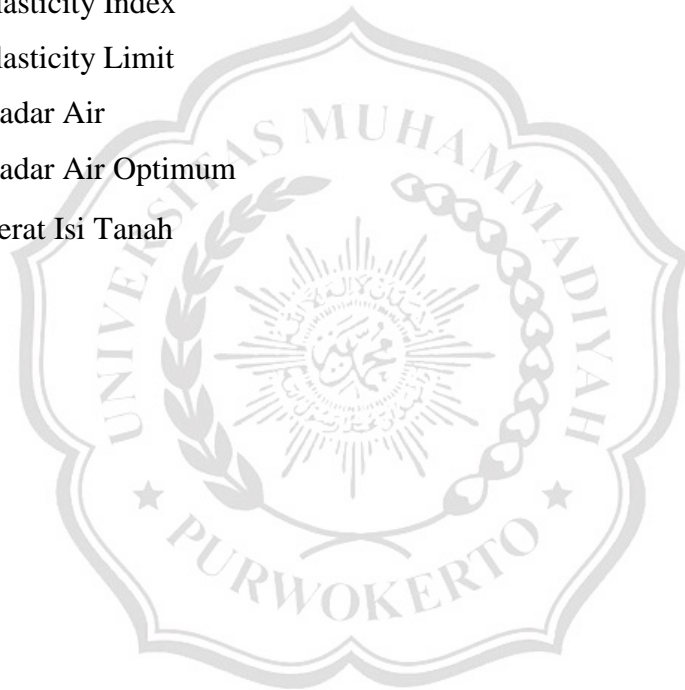 lasticity Index
lasticity Limit
adar Air
adar Air Optimum
erat Isi Tanah
UNIVERSITAS MUHAMMADIYAH
PURWOKERTO